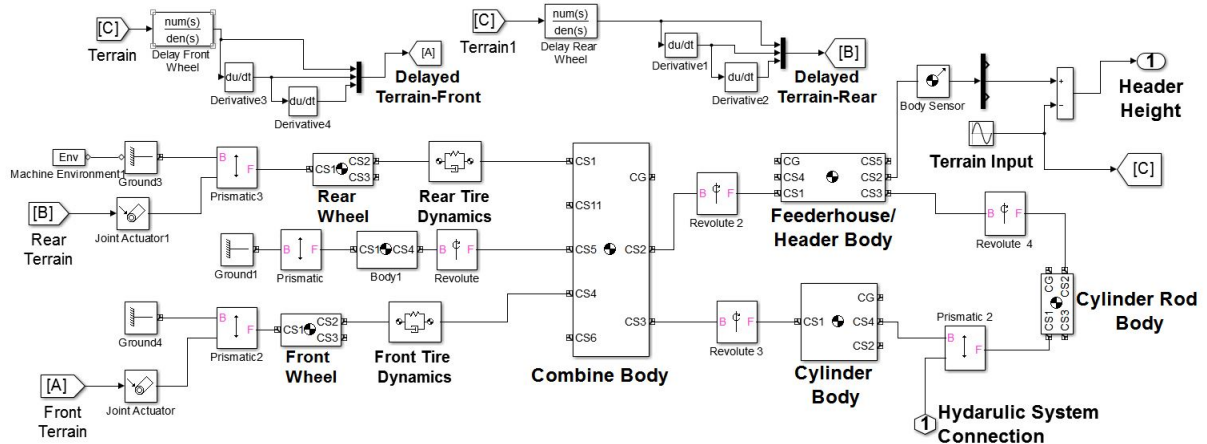 [C]
Terrain
num(s)
den(s)
Delay Front
Wheel
du/dt
Derivative3
du/dt
Derivative4
[A]
Delayed
Terrain-Front
[C]
Terrain1
num(s)
den(s)
Delay Rear
Wheel
du/dt
Derivative1
du/dt
Derivative2
[B]
Delayed
Terrain-Rear
Body Sensor
+
−
1
Header
Height
Terrain Input
[C]
Env
Machine Environment1
Ground3
B F
Prismatic3
[B]
Rear
Terrain
Joint Actuator1
CS1 CS2
CS3
Rear
Wheel
Rear Tire
Dynamics
Ground1
B F
Prismatic
CS1 CS4
Body1
B F
Revolute
Ground4
B F
Prismatic2
[A]
Front
Terrain
Joint Actuator
CS1 CS2
CS3
Front
Wheel
Front Tire
Dynamics
CS1
CG
CS11
CS5
CS2
CS4
CS3
CS6
Combine Body
B F
Revolute 2
CG
CS4
CS1
CS5
CS2
CS3
Feederhouse/
Header Body
B F
Revolute 4
B F
Revolute 3
CS1
CG
CS4
CS2
Cylinder
Body
Prismatic 2
B F
CG
CS2
CS1
CS3
Cylinder Rod
Body
1
Hydarulic System
Connection